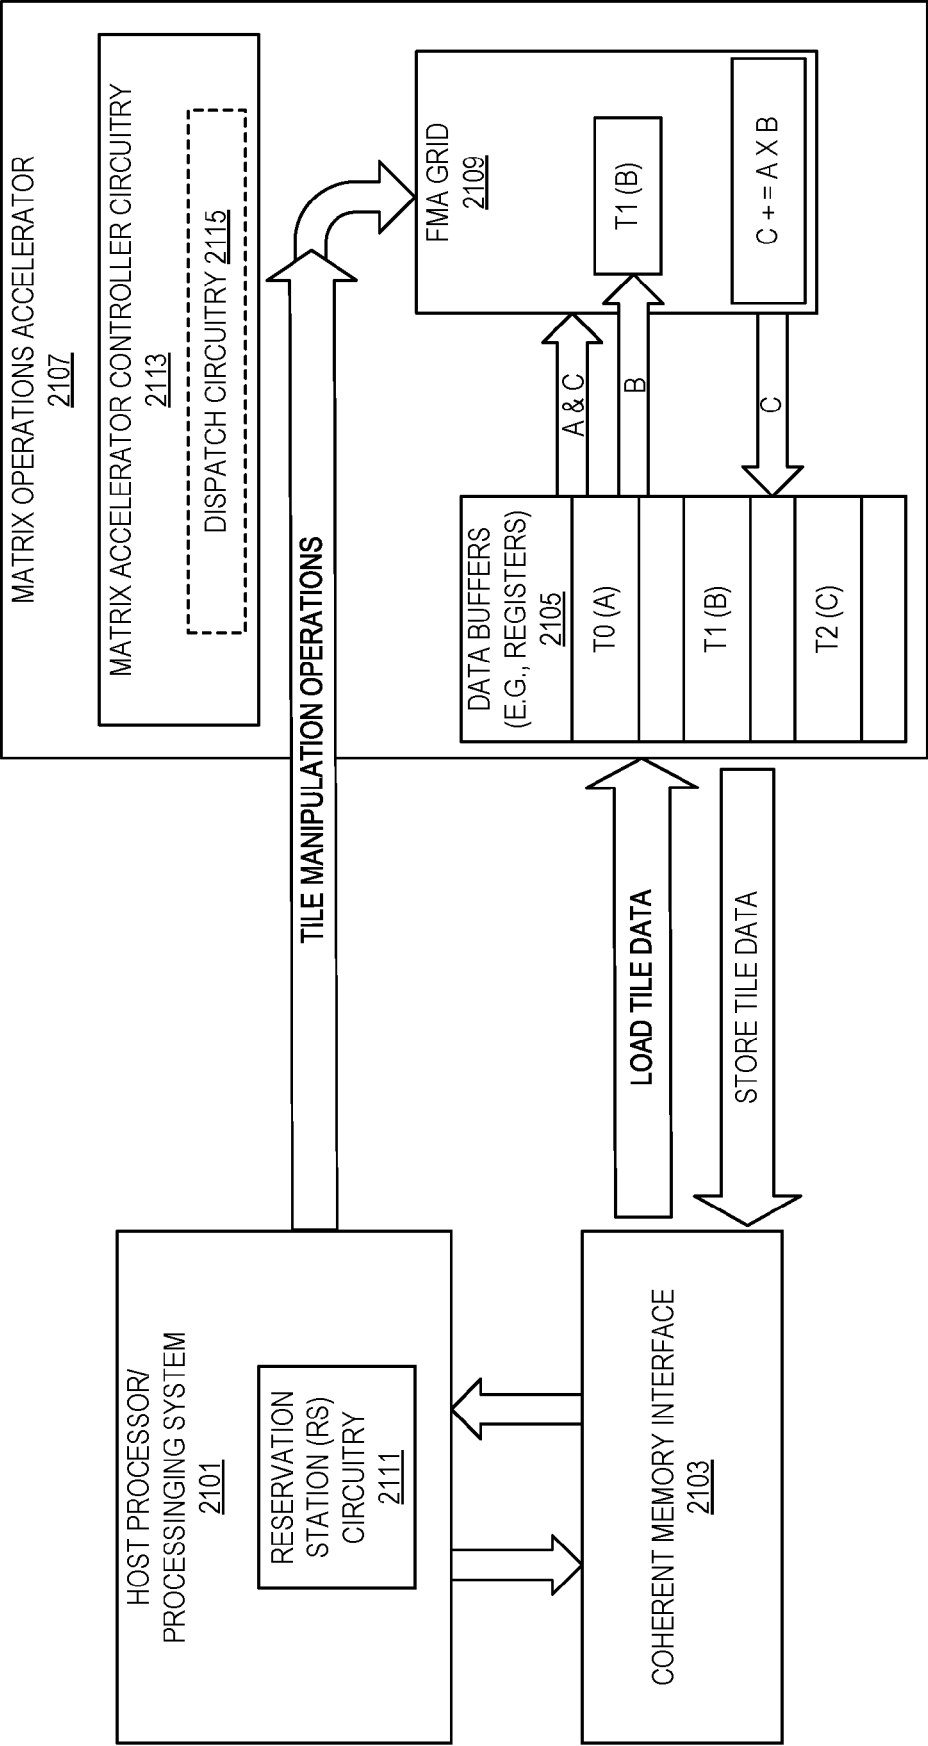 HOST PROCESSOR/
PROCESSINGING SYSTEM
2101
RESERVATION
STATION (RS)
CIRCUITRY
2111
COHERENT MEMORY INTERFACE
2103
TILE MANIPULATION OPERATIONS
LOAD TILE DATA
STORE TILE DATA
MATRIX OPERATIONS ACCELERATOR
2107
MATRIX ACCELERATOR CONTROLLER CIRCUITRY
2113
DISPATCH CIRCUITRY 2115
DATA BUFFERS
(E.G., REGISTERS)
2105
T0 (A)
T1 (B)
T2 (C)
A & C
B
C
FMA GRID
2109
T1 (B)
C + = A X B